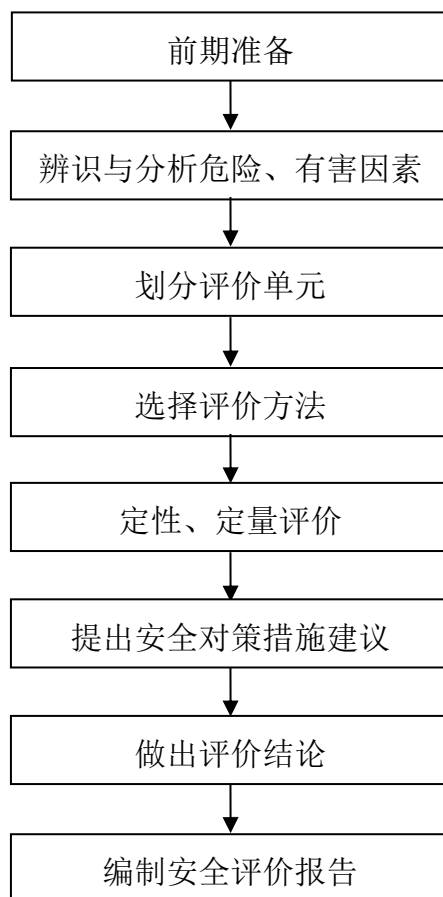 前期准备
辨识与分析危险、有害因素
划分评价单元
选择评价方法
定性、定量评价
提出安全对策措施建议
做出评价结论
编制安全评价报告